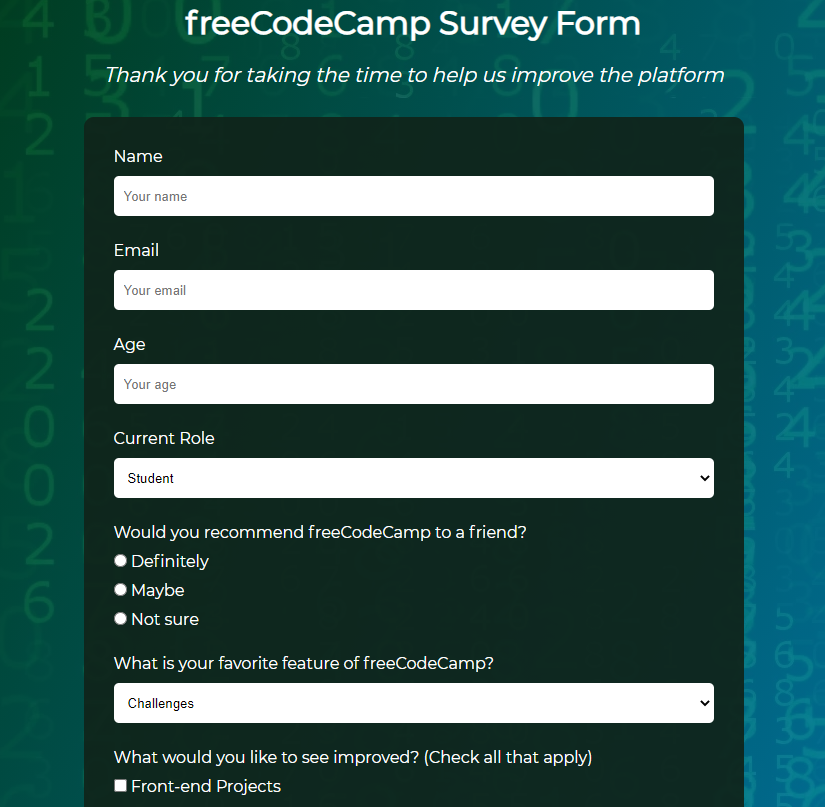 freeCodeCamp Survey Form
Thank you for taking the time to help us improve the platform
Name
Your name
Email
Your email
Age
Your age
Current Role
Student
Would you recommend freeCodeCamp to a friend?
Definitely
Maybe
Not sure
What is your favorite feature of freeCodeCamp?
Challenges
What would you like to see improved? (Check all that apply)
Front-end Projects